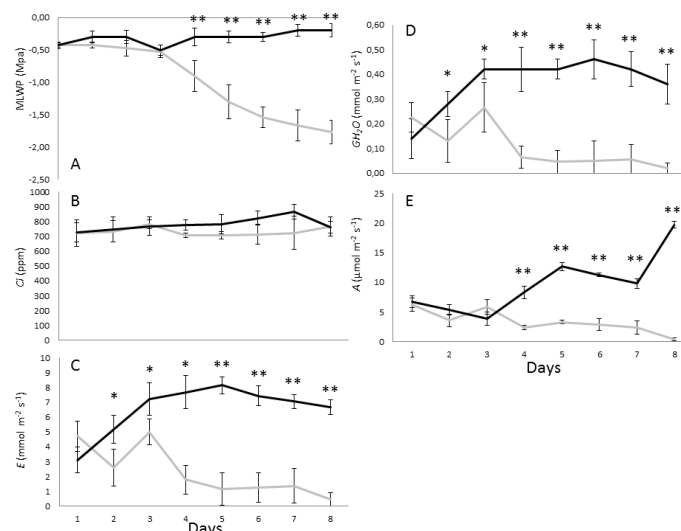 0,00
-0,50
-1,00
-1,50
-2,00
-2,50
MLWP (Mpa)
** ** ** ** **
A
1000
900
800
700
600
500
400
300
200
100
0
Ci (ppm)
B
10
9
8
7
6
5
4
3
2
1
0
E (mmol m-2 s-1)
C
* * * ** ** ** **
1 2 3 4 5 6 7 8
Days
0,60
0,50
0,40
0,30
0,20
0,10
0,00
GH2O (mmol m-2 s-1)
D
* * ** ** ** ** **
25
20
15
10
5
0
A (μmol m-2 s-1)
E
** ** ** ** **
1 2 3 4 5 6 7 8
Days